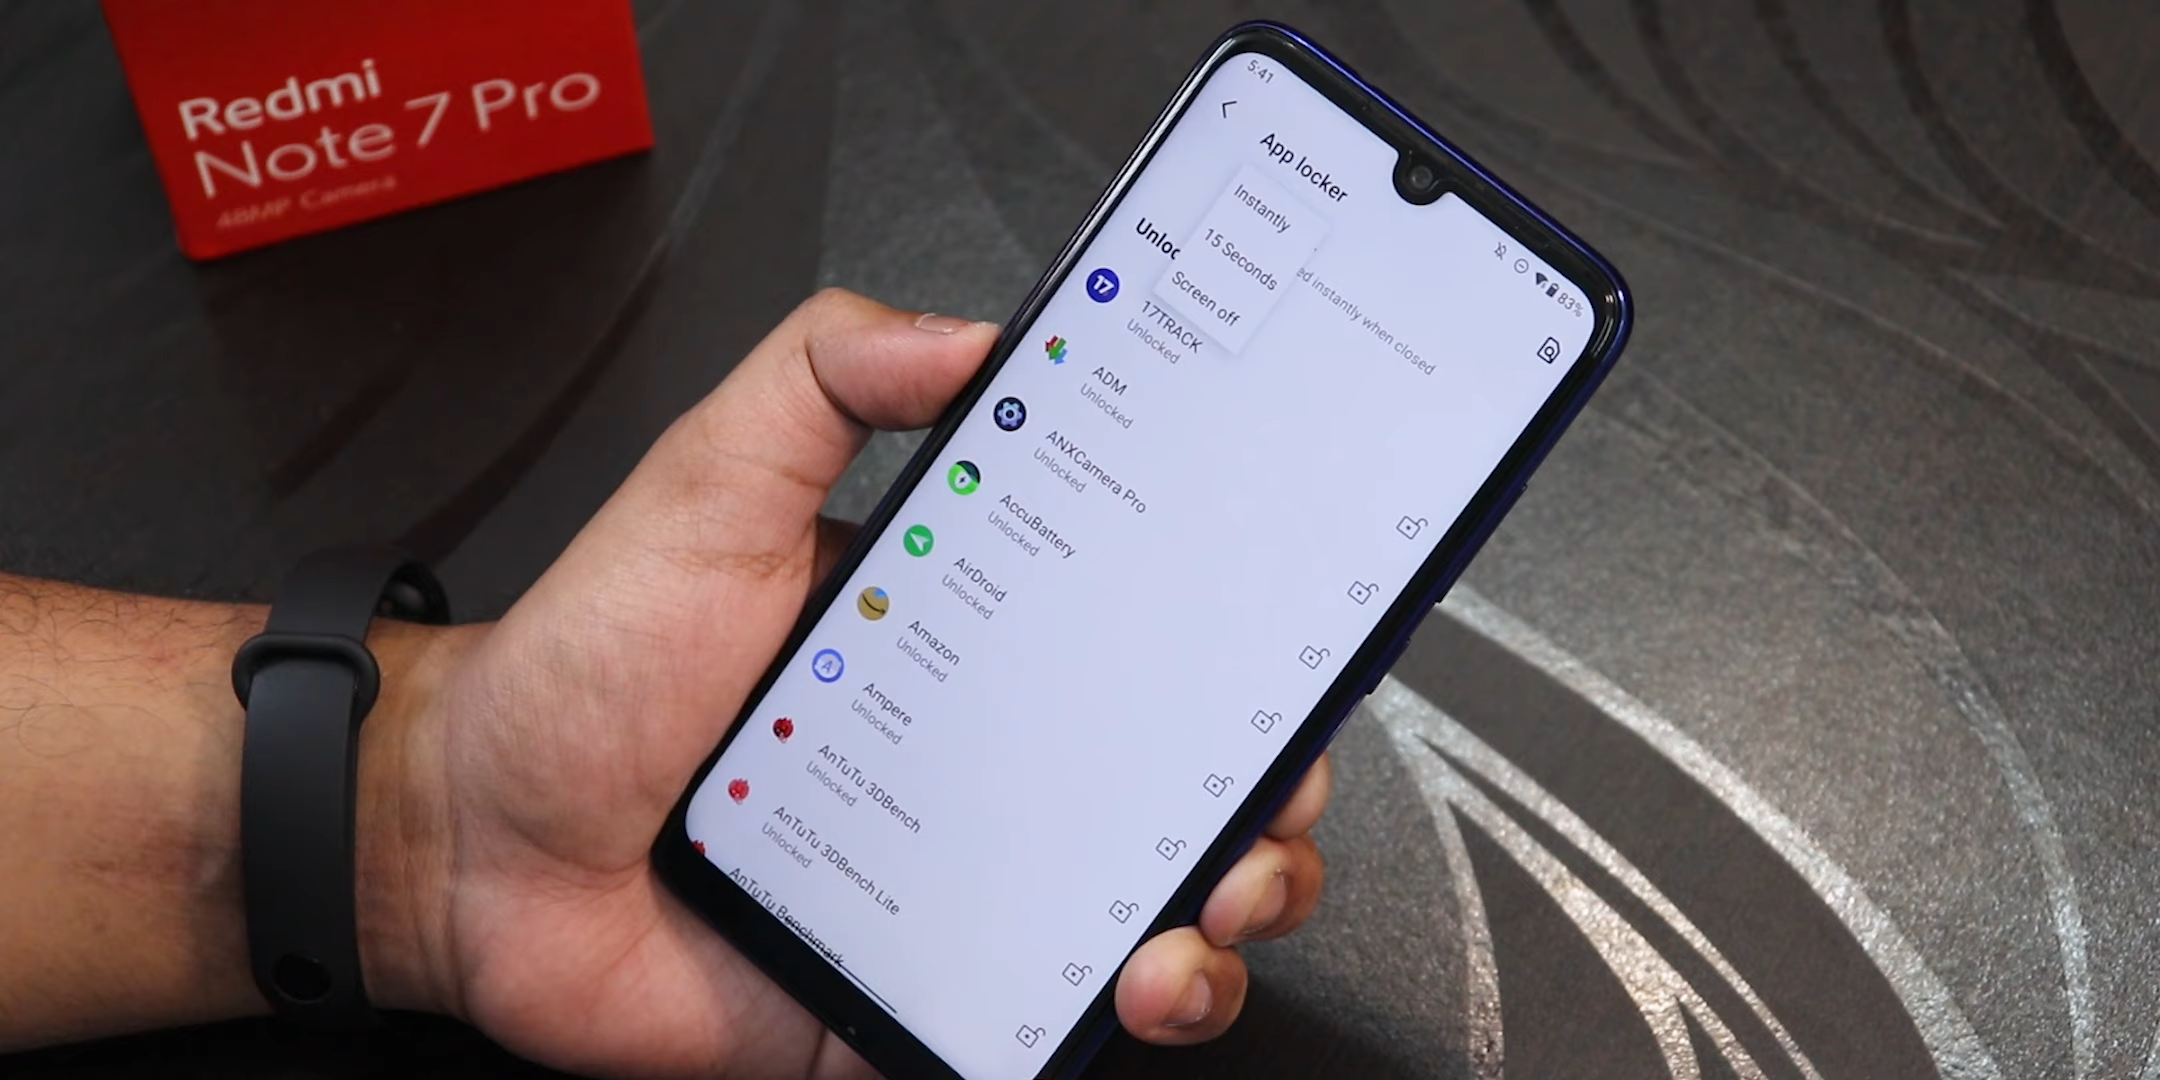 Redmi
Note 7 Pro
48MP Camera
5:41
83%
App locker
Instantly
15 Seconds
Screen off
ed instantly when closed
Unloc
17
17TRACK
Unlocked
ADM
Unlocked
ANXCamera Pro
Unlocked
AccuBattery
Unlocked
AirDroid
Unlocked
Amazon
Unlocked
A
Ampere
Unlocked
AnTuTu 3DBench
Unlocked
AnTuTu 3DBench Lite
Unlocked
AnTuTu Benchmark